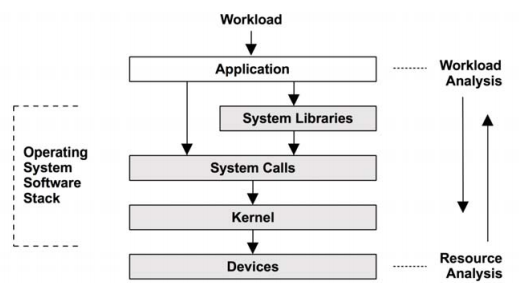 Workload
Application
Workload
Analysis
System Libraries
Operating
System
Software
Stack
System Calls
Kernel
Devices
Resource
Analysis